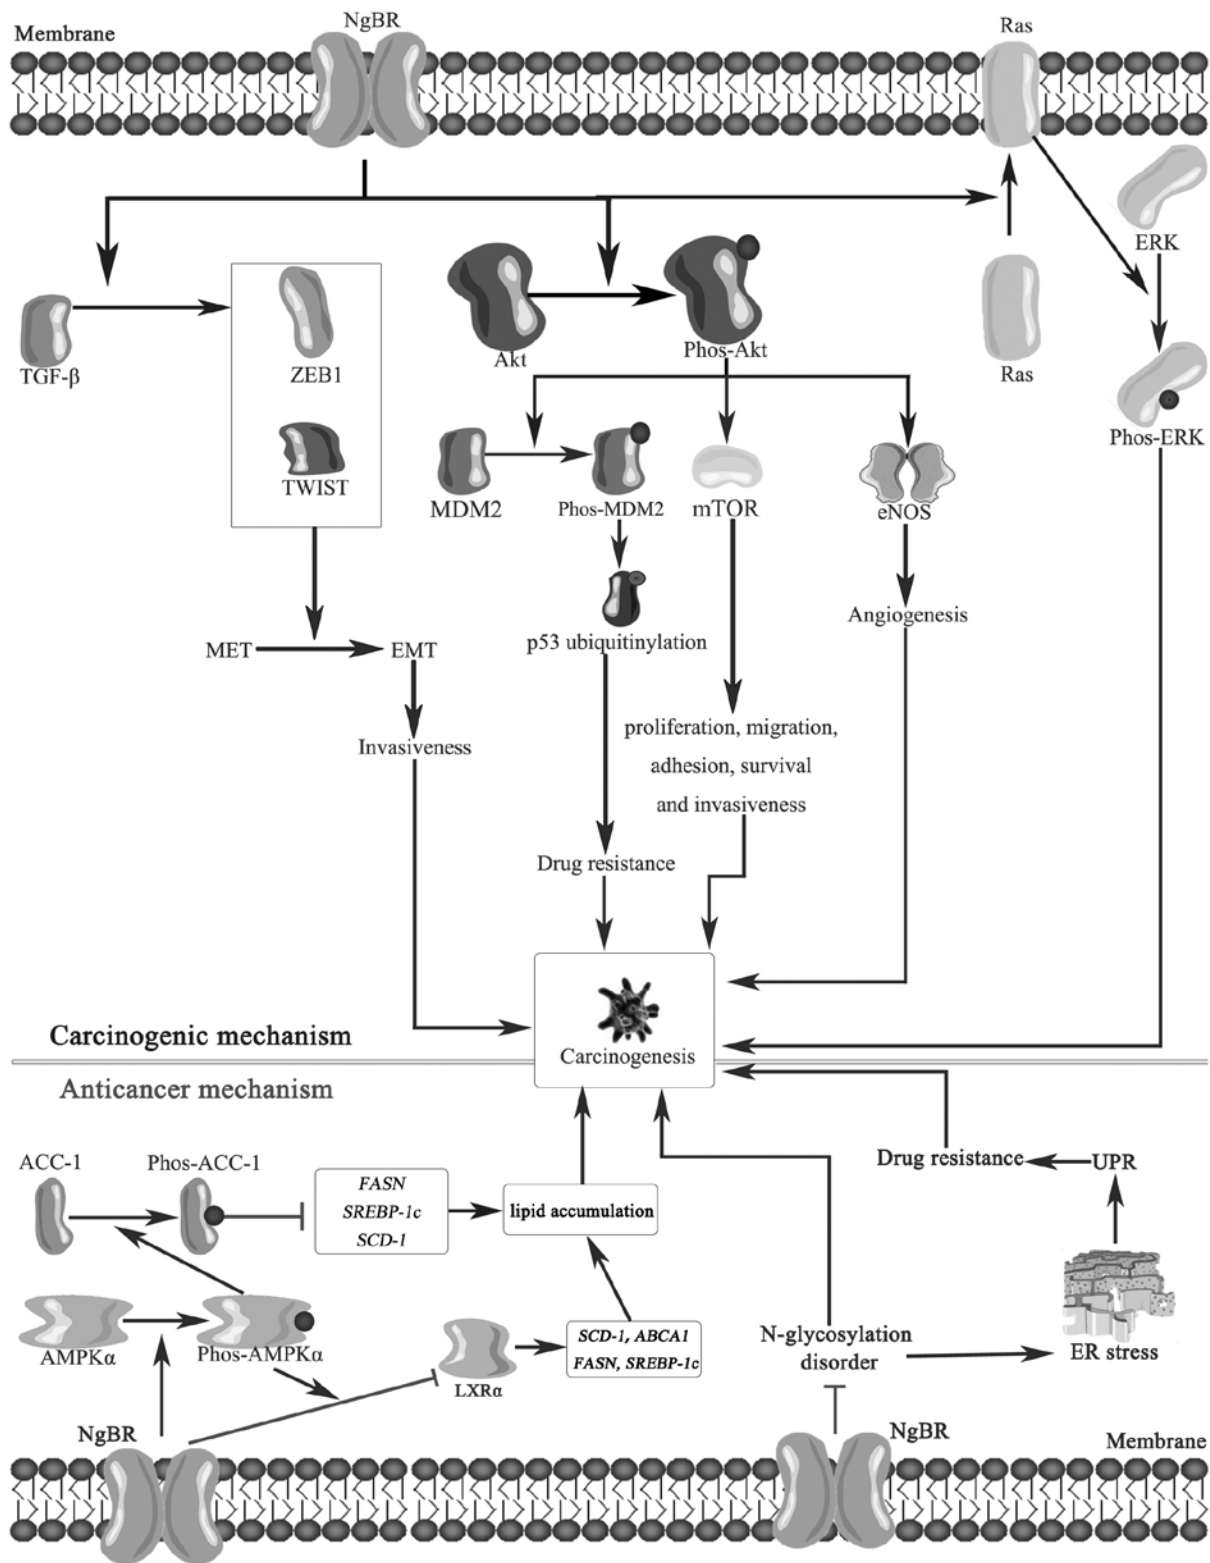 NgBR
Ras
Membrane
ERK
TGF-β
ZEB1
Akt
Phos-Akt
Ras
Phos-ERK
TWIST
MDM2
Phos-MDM2
mTOR
eNOS
Angiogenesis
MET
EMT
p53 ubiquitinylation
Invasiveness
proliferation, migration,
adhesion, survival
and invasiveness
Drug resistance
Carcinogenic mechanism
Carcinogenesis
Anticancer mechanism
ACC-1
Phos-ACC-1
FASN
SREBP-1c
SCD-1
lipid accumulation
Drug resistance
UPR
AMPKα
Phos-AMPKα
LXRα
SCD-1, ABCA1
FASN, SREBP-1c
N-glycosylation
disorder
ER stress
NgBR
NgBR
Membrane